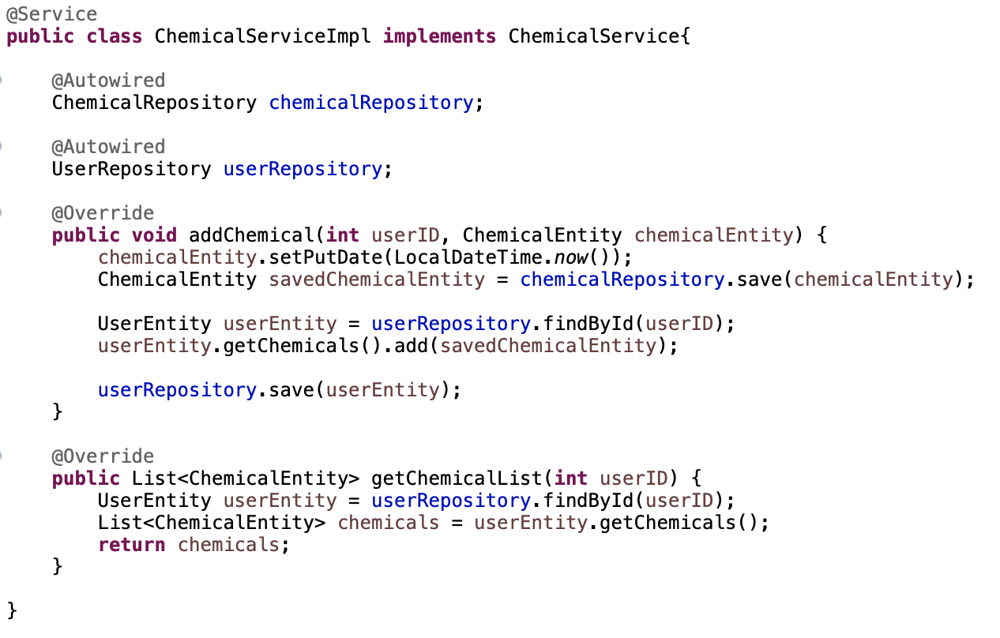 @Service
public class ChemicalServiceImpl implements ChemicalService{
@Autowired
ChemicalRepository chemicalRepository;
@Autowired
UserRepository userRepository;
@Override
public void addChemical(int userID, ChemicalEntity chemicalEntity) {
chemicalEntity.setPutDate(LocalDateTime.now());
ChemicalEntity savedChemicalEntity = chemicalRepository.save(chemicalEntity);
UserEntity userEntity = userRepository.findById(userID);
userEntity.getChemicals().add(savedChemicalEntity);
userRepository.save(userEntity);
}
@Override
public List<ChemicalEntity> getChemicalList(int userID) {
UserEntity userEntity = userRepository.findById(userID);
List<ChemicalEntity> chemicals = userEntity.getChemicals();
return chemicals;
}
}